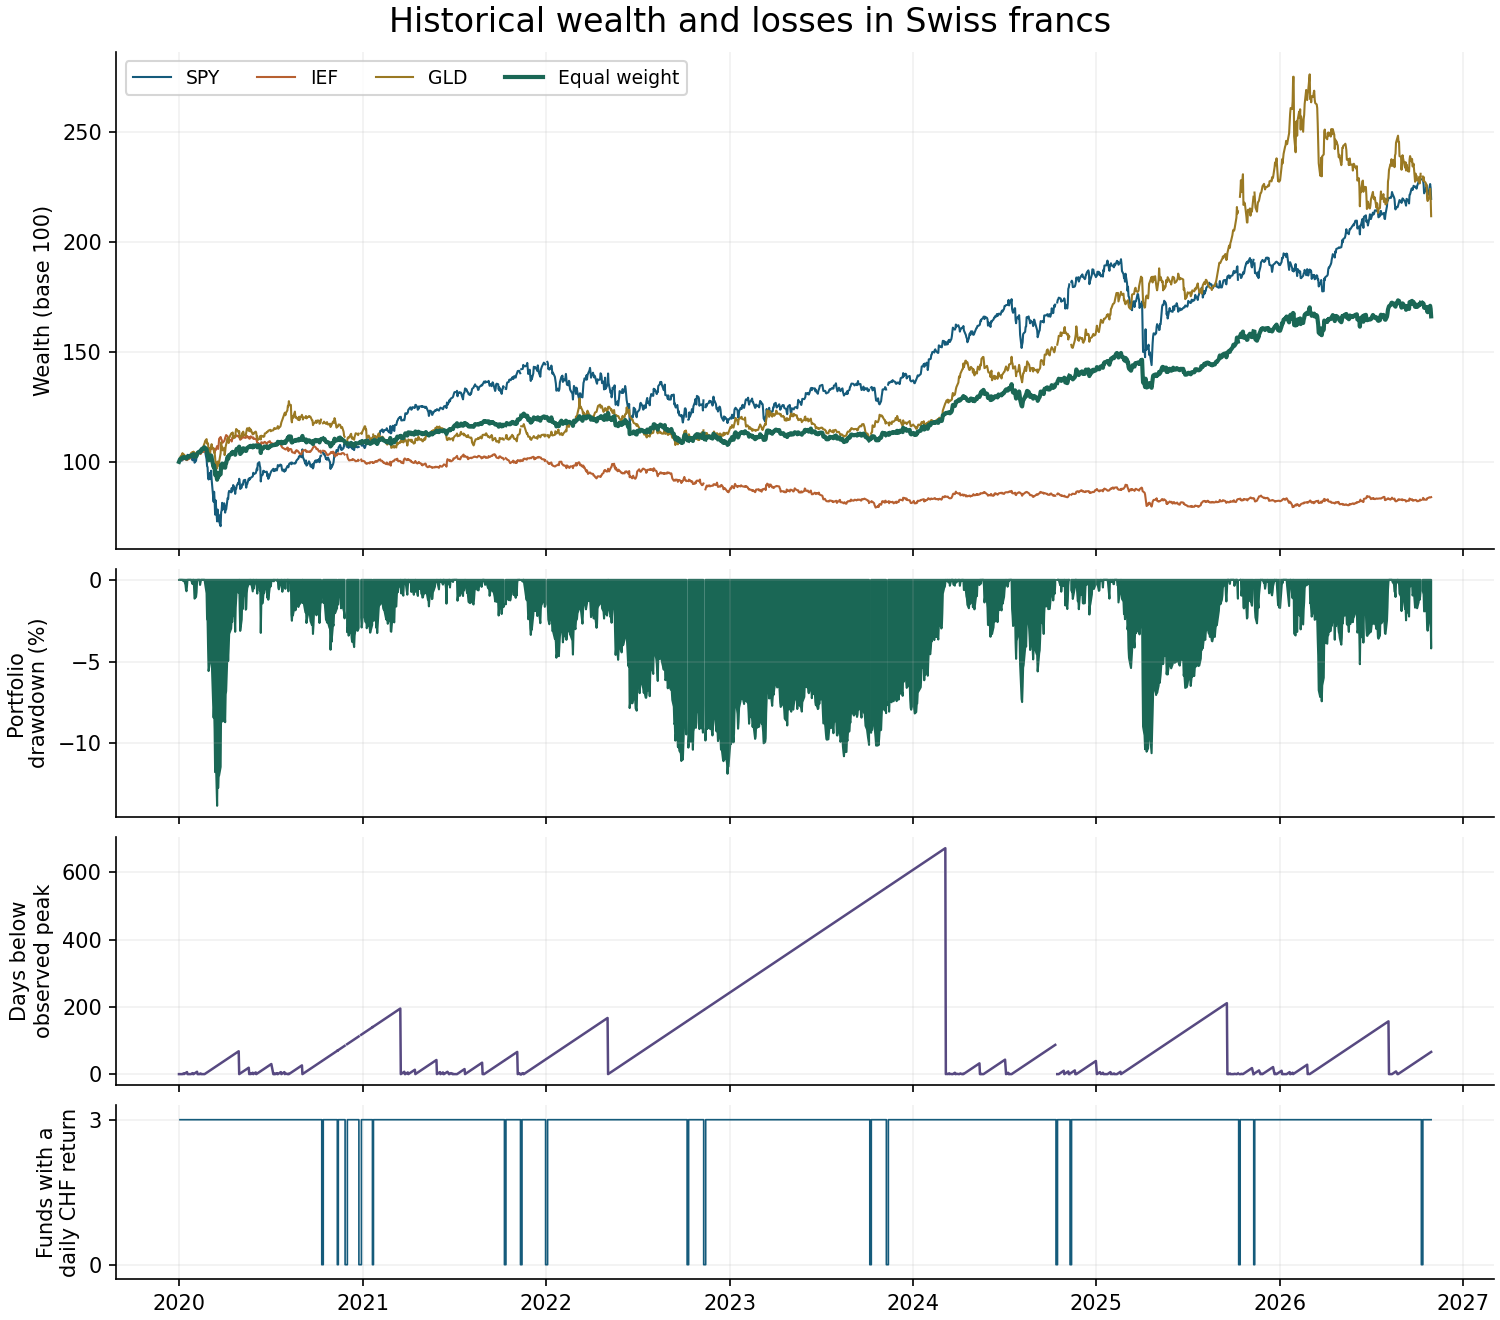 Historical wealth and losses in Swiss francs
SPY
IEF
GLD
Equal weight
Wealth (base 100)
250
200
150
100
Portfolio
drawdown (%)
0
−5
−10
Days below
observed peak
600
400
200
0
Funds with a
daily CHF return
3
0
2020
2021
2022
2023
2024
2025
2026
2027